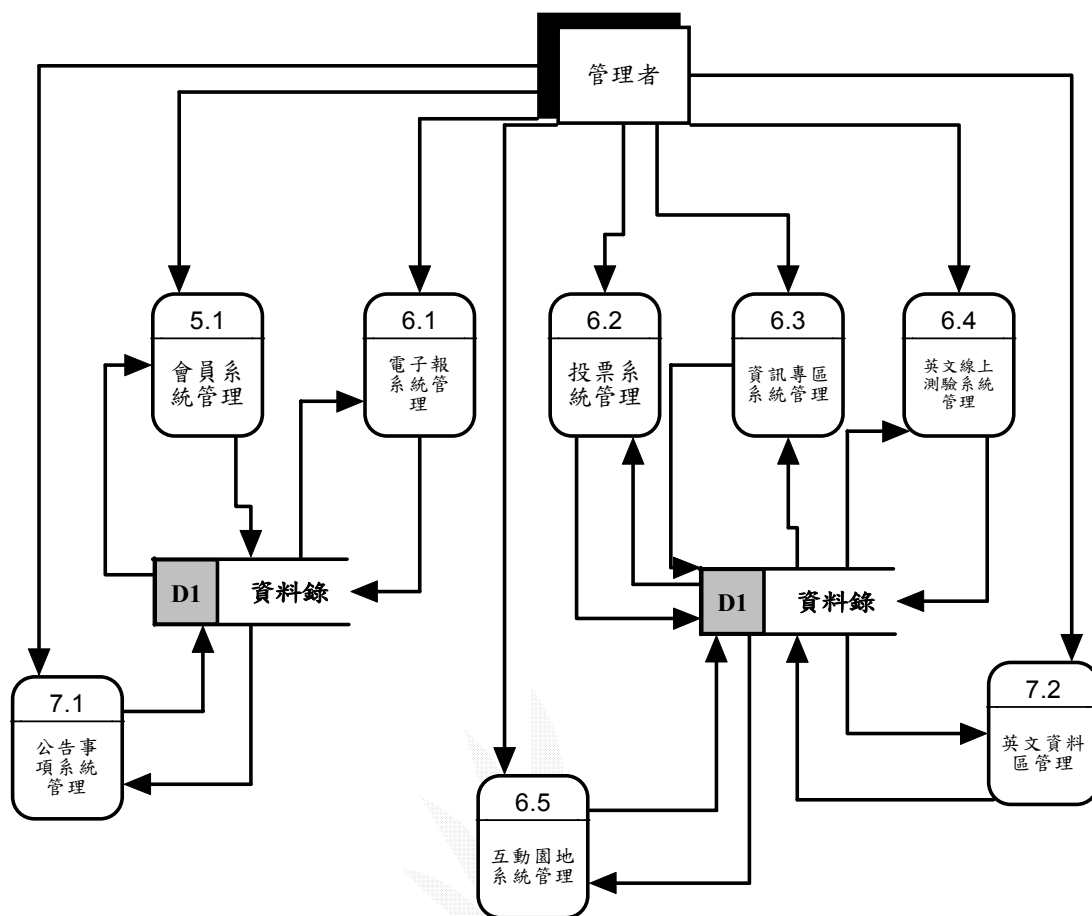 管理者
5.1
會員系
統管理
6.1
電子報
系統管
理
6.2
投票系
統管理
6.3
資訊專區
系統管理
6.4
英文線上
測驗系統
管理
D1
資料錄
D1
資料錄
7.1
公告事
項系統
管理
7.2
英文資料
區管理
6.5
互動園地
系統管理